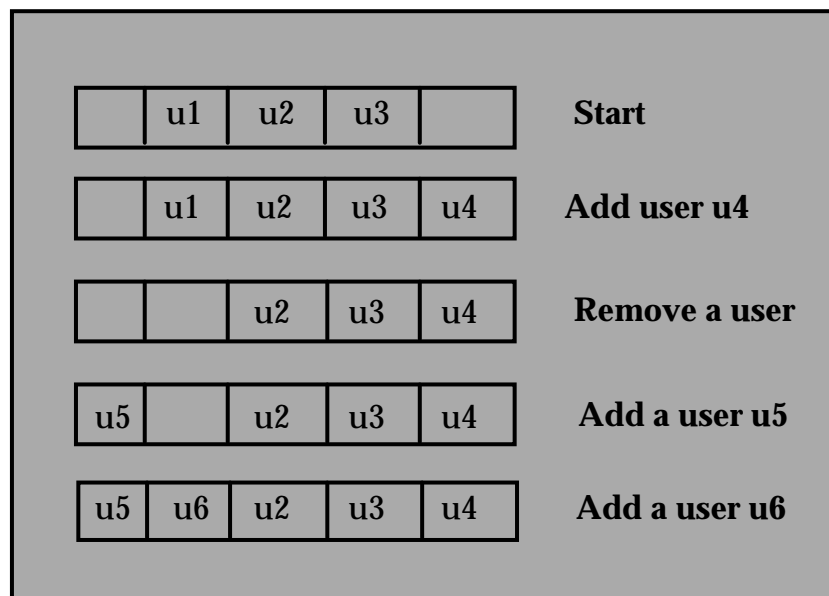 u1 u2 u3 Start
u1 u2 u3 u4 Add user u4
u2 u3 u4 Remove a user
u5 u2 u3 u4 Add a user u5
u5 u6 u2 u3 u4 Add a user u6